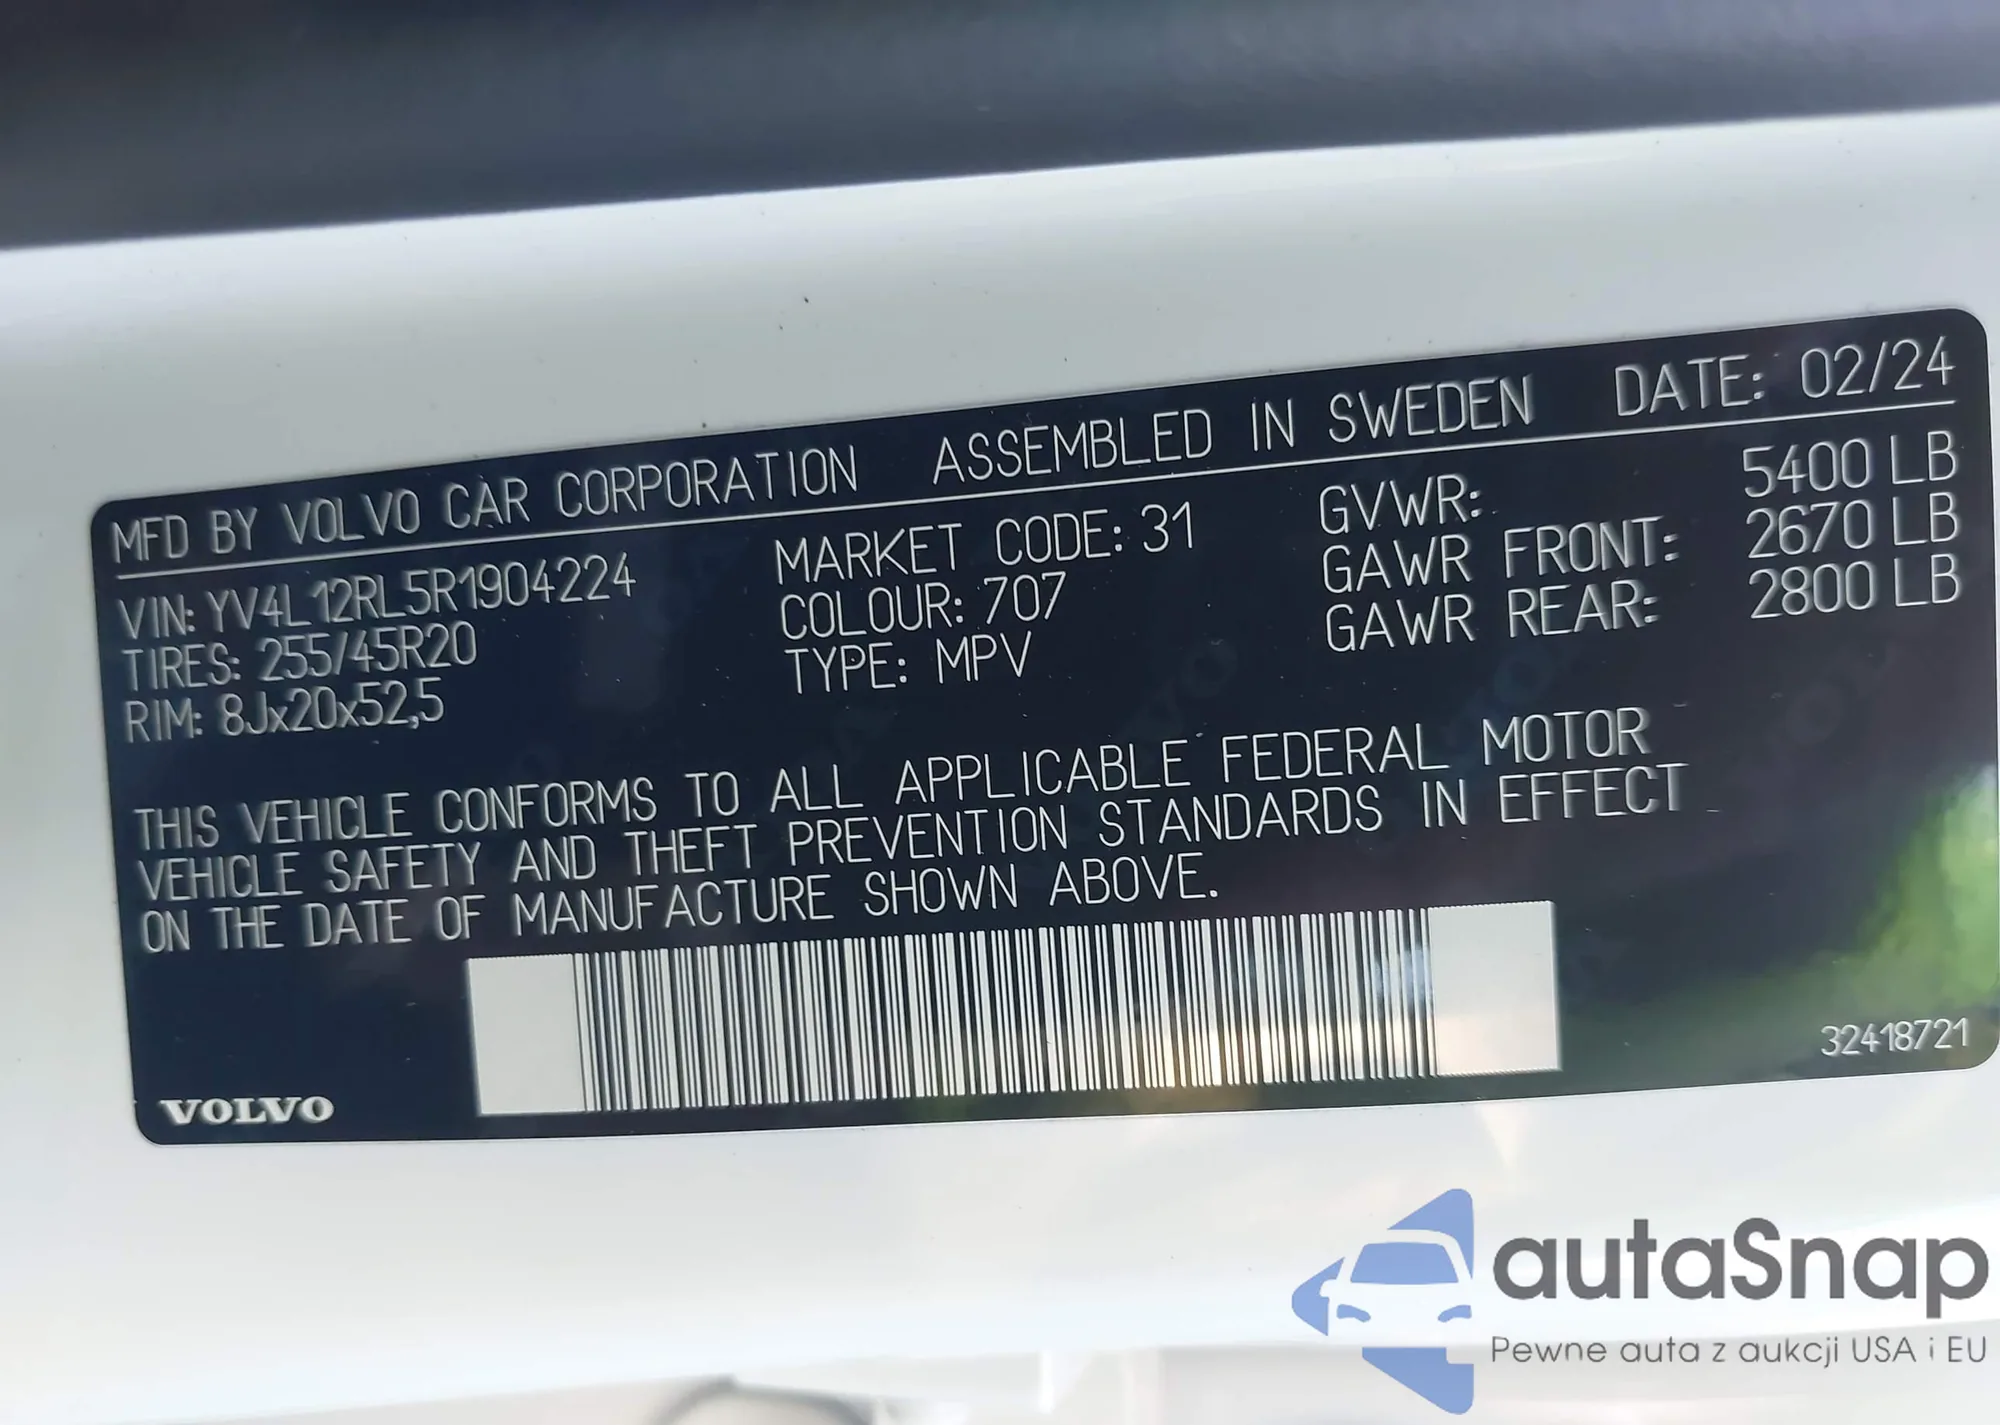 MFD BY VOLVO CAR CORPORATION ASSEMBLED IN SWEDEN DATE: 02/24
VIN: YV4L12RL5R1904224 MARKET CODE: 31 GVWR: 5400 LB
TIRES: 255/45R20 COLOUR: 707 GAWR FRONT: 2670 LB
RIM: 8Jx20x52,5 TYPE: MPV GAWR REAR: 2800 LB
THIS VEHICLE CONFORMS TO ALL APPLICABLE FEDERAL MOTOR
VEHICLE SAFETY AND THEFT PREVENTION STANDARDS IN EFFECT
ON THE DATE OF MANUFACTURE SHOWN ABOVE.
32418721
VOLVO
autaSnap
Pewne auta z aukcji USA i EU